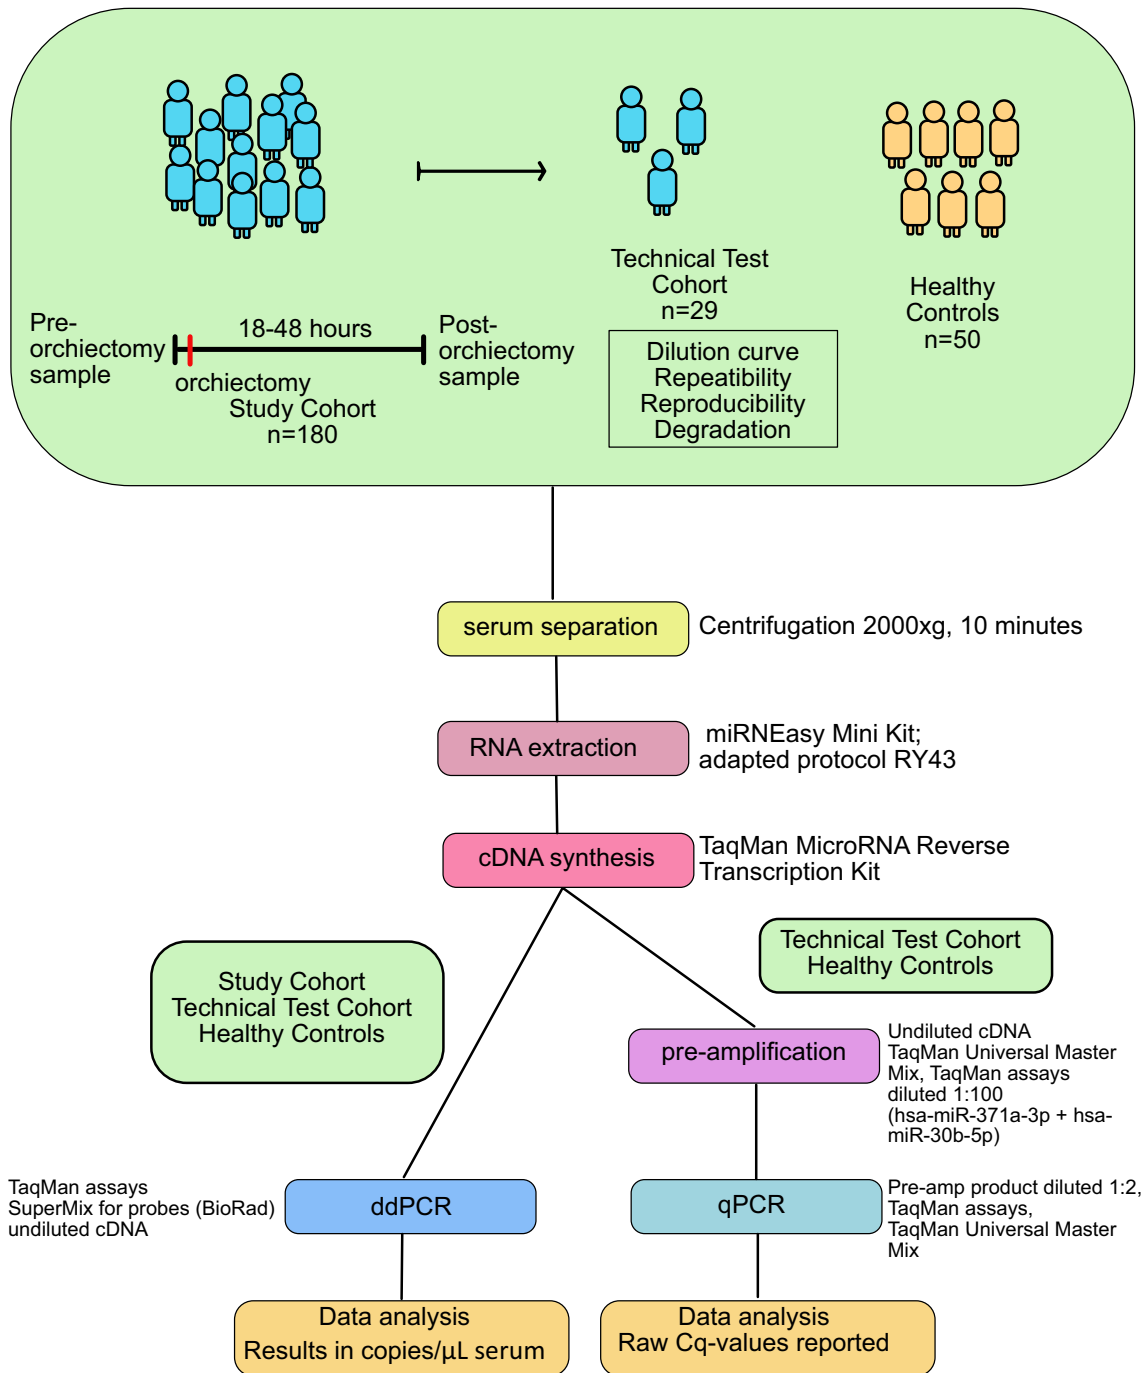 Pre-
orchiectomy
sample
18-48 hours
orchiectomy
Study Cohort
n=180
Post-
orchiectomy
sample
Technical Test
Cohort
n=29
Dilution curve
Repeatibility
Reproducibility
Degradation
Healthy
Controls
n=50
serum separation
Centrifugation 2000xg, 10 minutes
RNA extraction
miRNEasy Mini Kit;
adapted protocol RY43
cDNA synthesis
TaqMan MicroRNA Reverse
Transcription Kit
Study Cohort
Technical Test Cohort
Healthy Controls
Technical Test Cohort
Healthy Controls
pre-amplification
Undiluted cDNA
TaqMan Universal Master
Mix, TaqMan assays
diluted 1:100
(hsa-miR-371a-3p + hsa-
miR-30b-5p)
TaqMan assays
SuperMix for probes (BioRad)
undiluted cDNA
ddPCR
qPCR
Pre-amp product diluted 1:2,
TaqMan assays,
TaqMan Universal Master
Mix
Data analysis
Results in copies/µL serum
Data analysis
Raw Cq-values reported